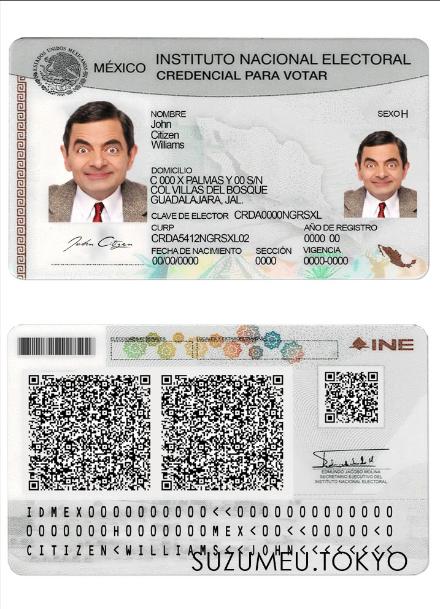 ESTADOS UNIDOS MEXICANOS
MÉXICO INSTITUTO NACIONAL ELECTORAL
CREDENCIAL PARA VOTAR
NOMBRE SEXO H
John
Citizen
Williams
DOMICILIO
C 000 X PALMAS Y 00 S/N
COL VILLAS DEL BOSQUE
GUADALAJARA, JAL.
CLAVE DE ELECTOR CRDA0000NGRSXL
CURP AÑO DE REGISTRO
CRDA5412NGRSXL02 0000 00
FECHA DE NACIMIENTO SECCIÓN VIGENCIA
00/00/0000 0000 0000-0000
John Citizen
INE
EDMUNDO JACOBO MOLINA
SECRETARIO EJECUTIVO DEL
INSTITUTO NACIONAL ELECTORAL
IDMEX0000000000<<0000000000000
0000000H0000000MEX<00<<00000<0
CITIZEN<WILLIAMS<<JOHN<<<<<<<<
SUZUMEU.TOKYO